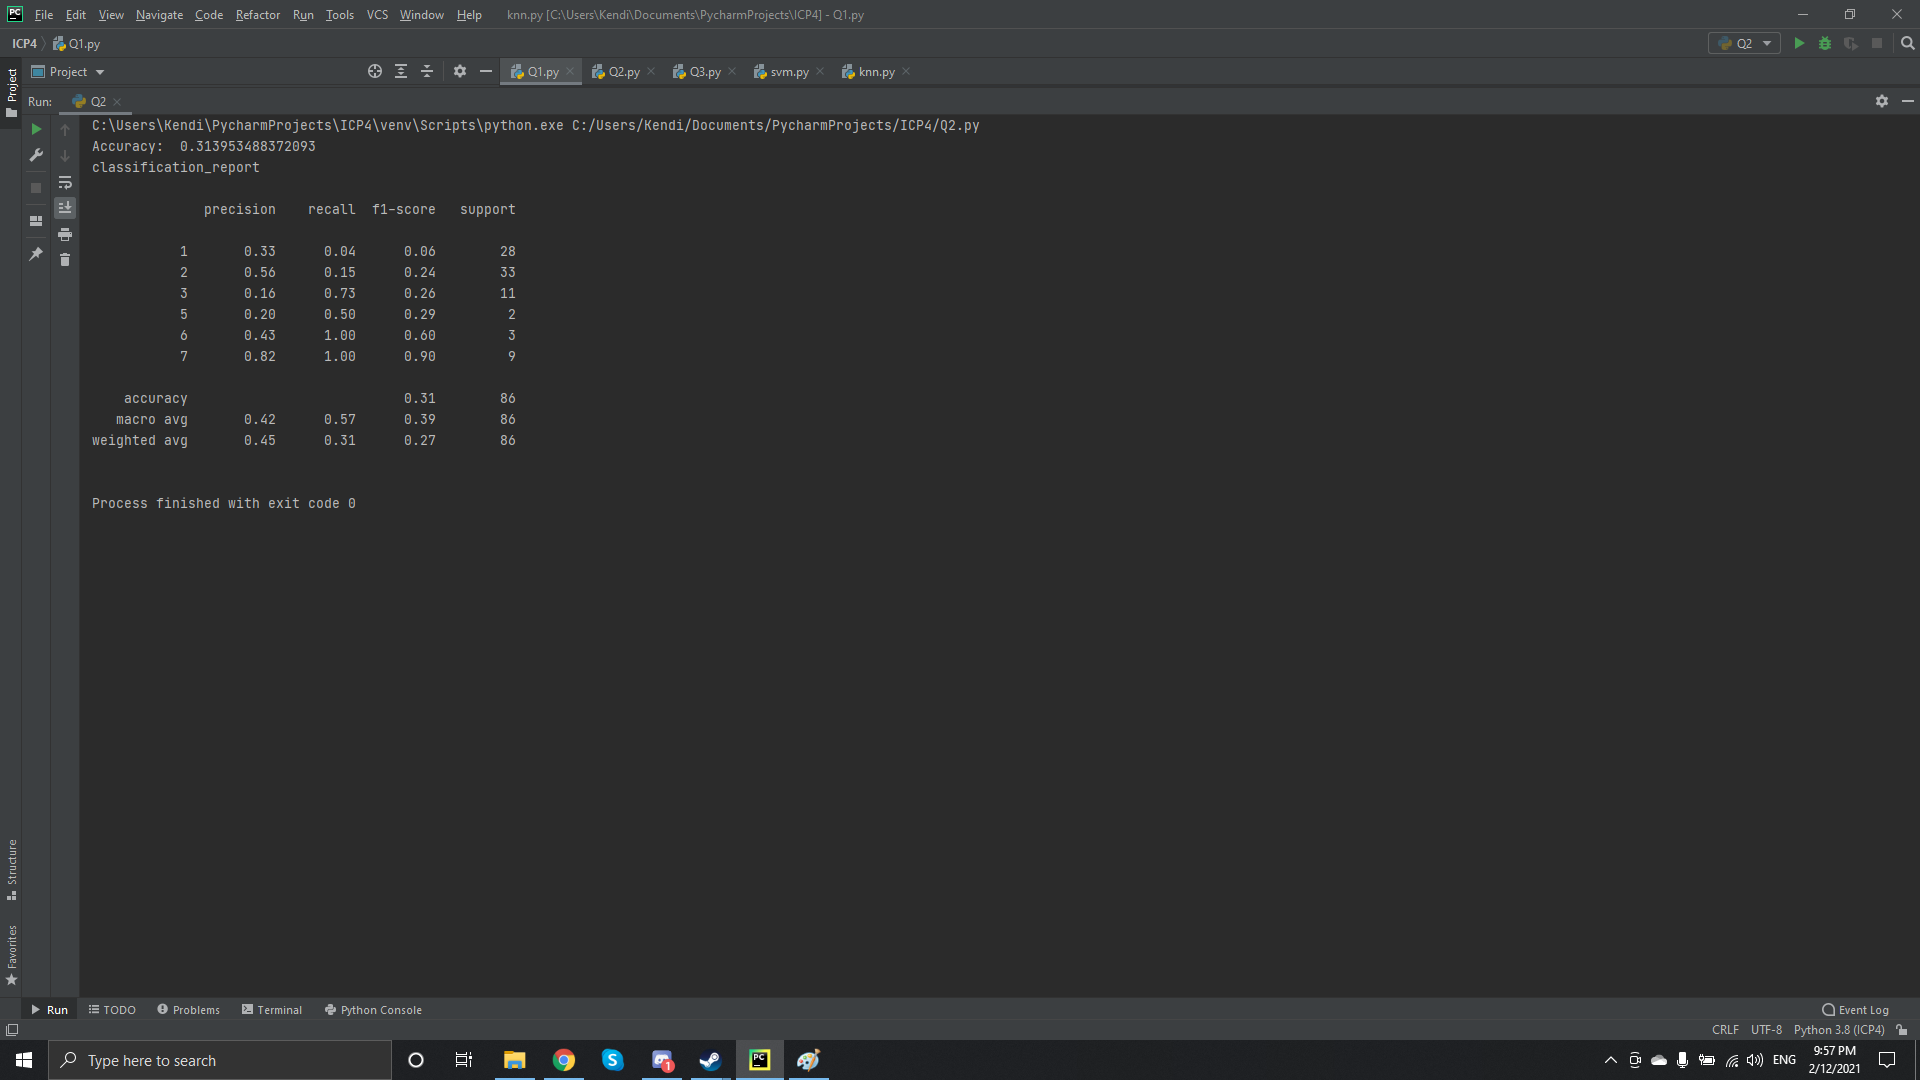 PC File Edit View Navigate Code Refactor Run Tools VCS Window Help knn.py [C:\Users\Kendi\Documents\PycharmProjects\ICP4] - Q1.py
ICP4 Q1.py Q2
Project Q1.py Q2.py Q3.py svm.py knn.py
Project
Run: Q2
C:\Users\Kendi\PycharmProjects\ICP4\venv\Scripts\python.exe C:/Users/Kendi/Documents/PycharmProjects/ICP4/Q2.py
Accuracy:  0.313953488372093
classification_report
precision recall f1-score support
1 0.33 0.04 0.06 28
2 0.56 0.15 0.24 33
3 0.16 0.73 0.26 11
5 0.20 0.50 0.29 2
6 0.43 1.00 0.60 3
7 0.82 1.00 0.90 9
accuracy 0.31 86
macro avg 0.42 0.57 0.39 86
weighted avg 0.45 0.31 0.27 86
Process finished with exit code 0
Structure
Favorites
Run TODO Problems Terminal Python Console Event Log
CRLF UTF-8 Python 3.8 (ICP4)
Type here to search S 1 PC ENG 9:57 PM
2/12/2021